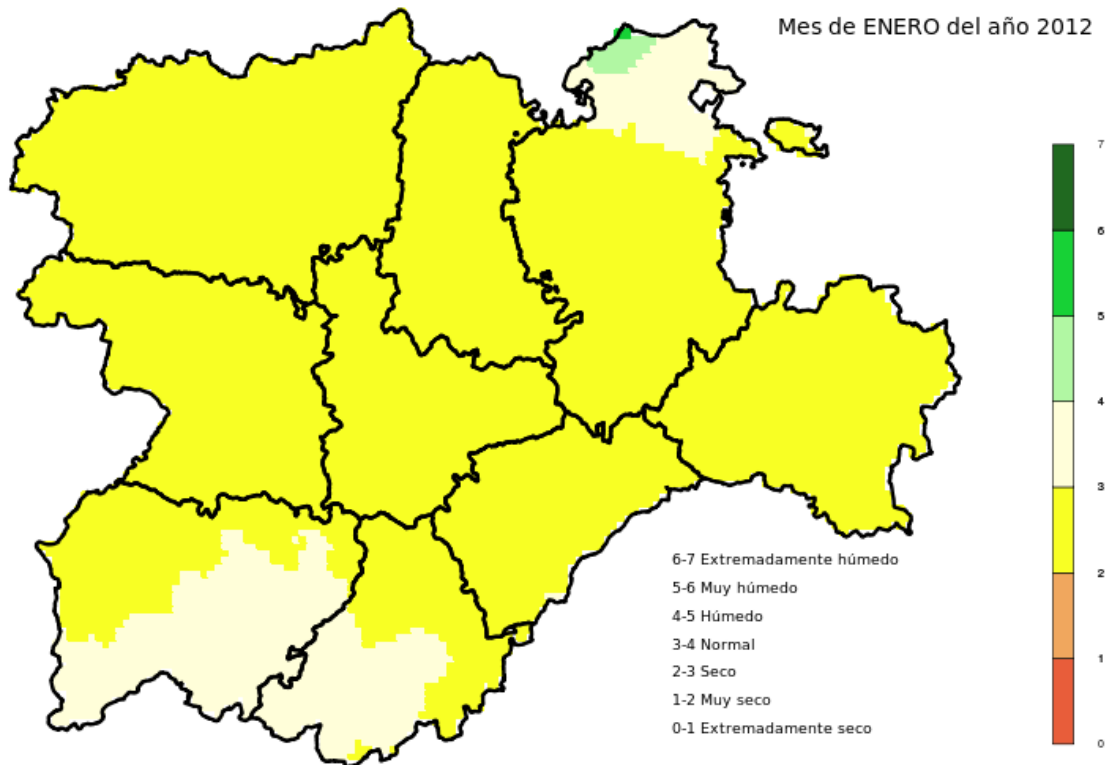 Mes de ENERO del año 2012
7
6
5
4
3
2
1
0
6-7 Extremadamente húmedo
5-6 Muy húmedo
4-5 Húmedo
3-4 Normal
2-3 Seco
1-2 Muy seco
0-1 Extremadamente seco